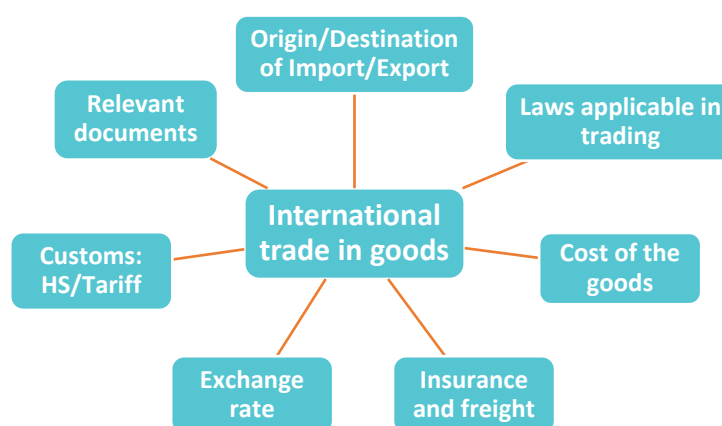 Origin/Destination
of Import/Export
Relevant
documents
Laws applicable in
trading
International
trade in goods
Customs:
HS/Tariff
Cost of the
goods
Exchange
rate
Insurance
and freight